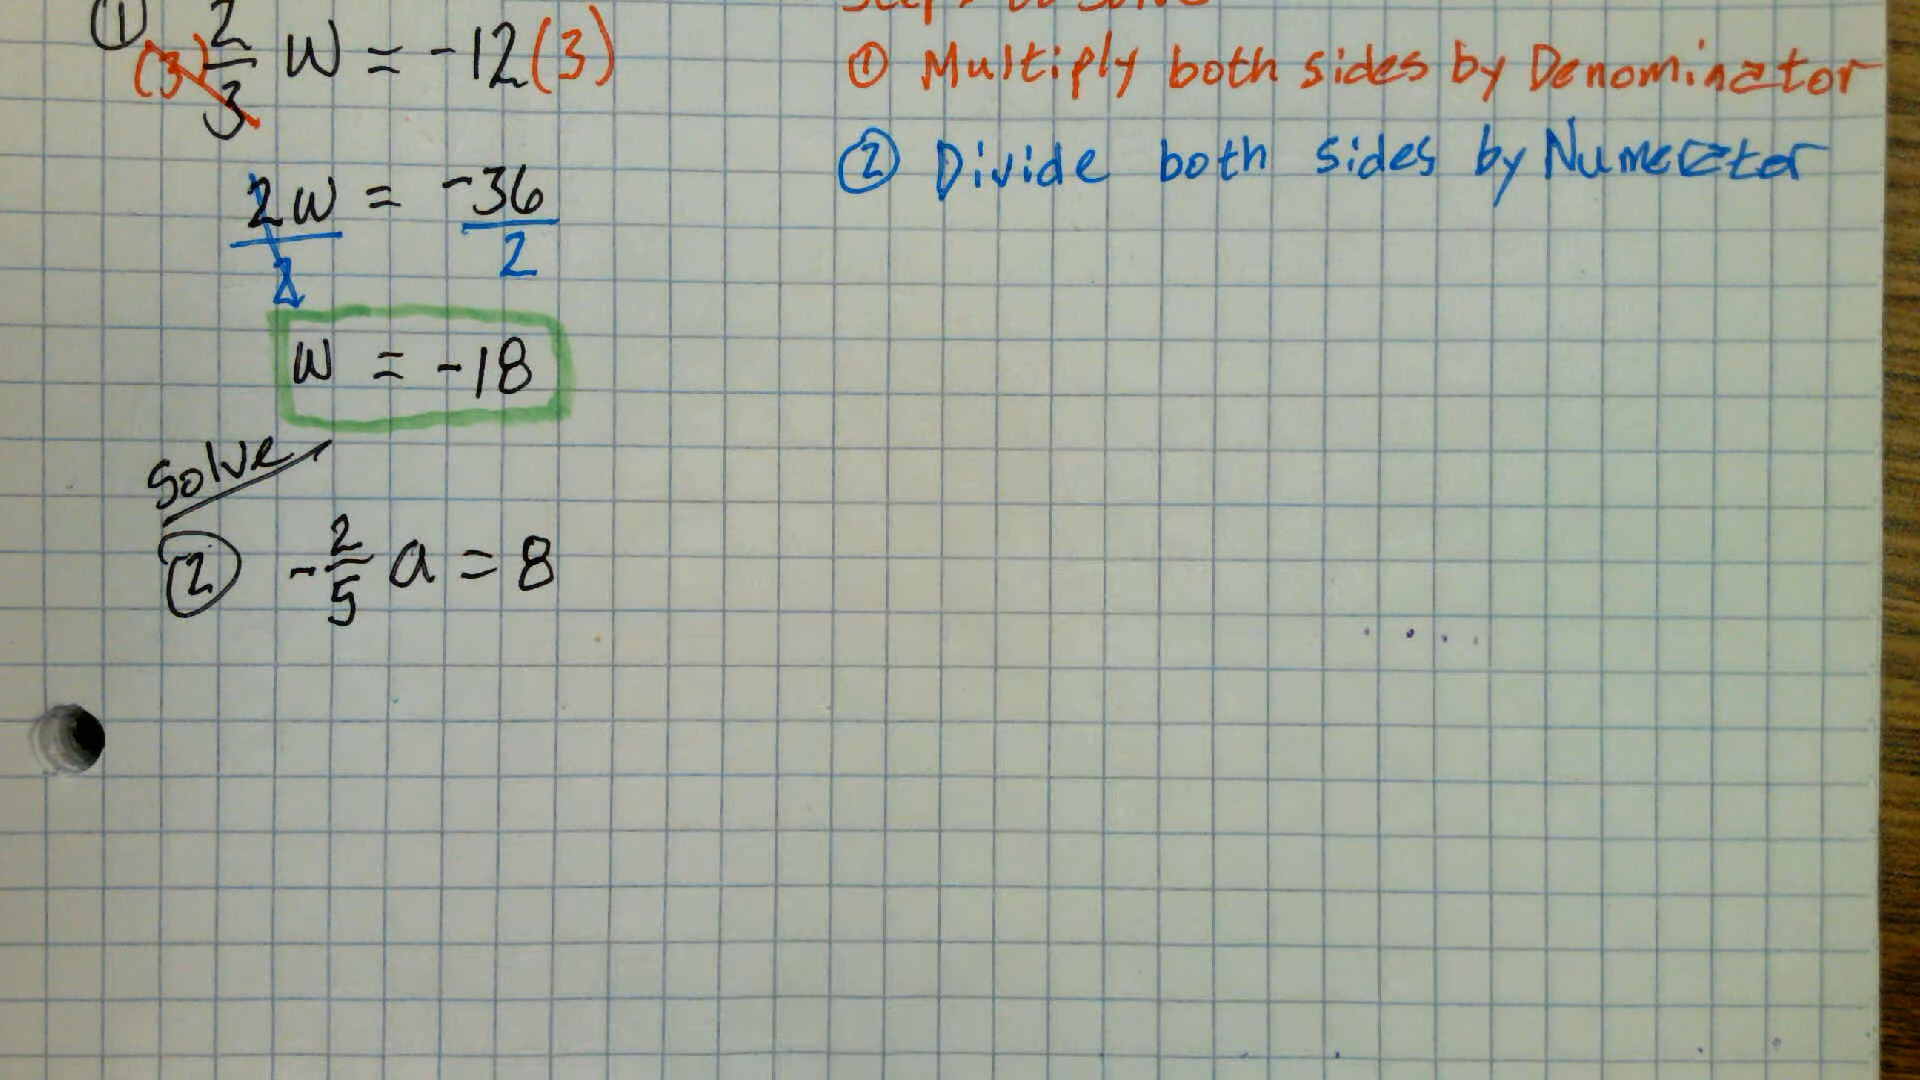 ①
(3) 2/3 w = -12(3)
① Multiply both sides by Denominator
② Divide both sides by Numerator
2w/2 = -36/2
w = -18
Solve
② -2/5 a = 8